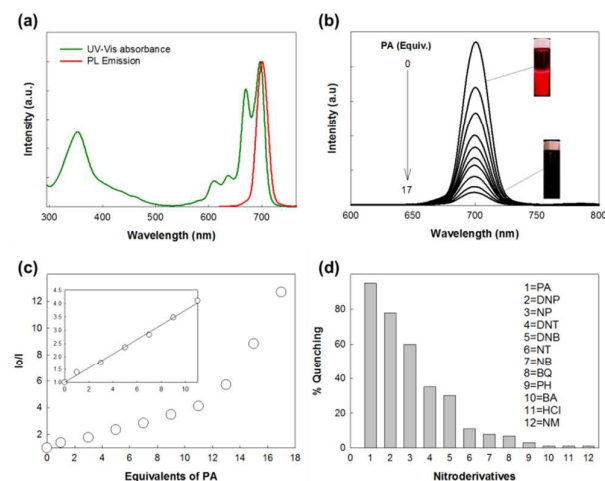 (a)
UV-Vis absorbance
PL Emission
Intensity (a.u.)
300 400 500 600 700
Wavelength (nm)
(b)
PA (Equiv.)
0
17
Intenisty (a.u)
600 650 700 750 800
Wavelength (nm)
(c)
12
10
8
6
4
2
Io/I
4.5
4.0
3.5
3.0
2.5
2.0
1.5
1.0
0 2 4 6 8 10
0 2 4 6 8 10 12 14 16 18
Equivalents of PA
(d)
80
60
40
20
0
% Quenching
1=PA
2=DNP
3=NP
4=DNT
5=DNB
6=NT
7=NB
8=BQ
9=PH
10=BA
11=HCl
12=NM
0 1 2 3 4 5 6 7 8 9 10 11 12
Nitroderivatives